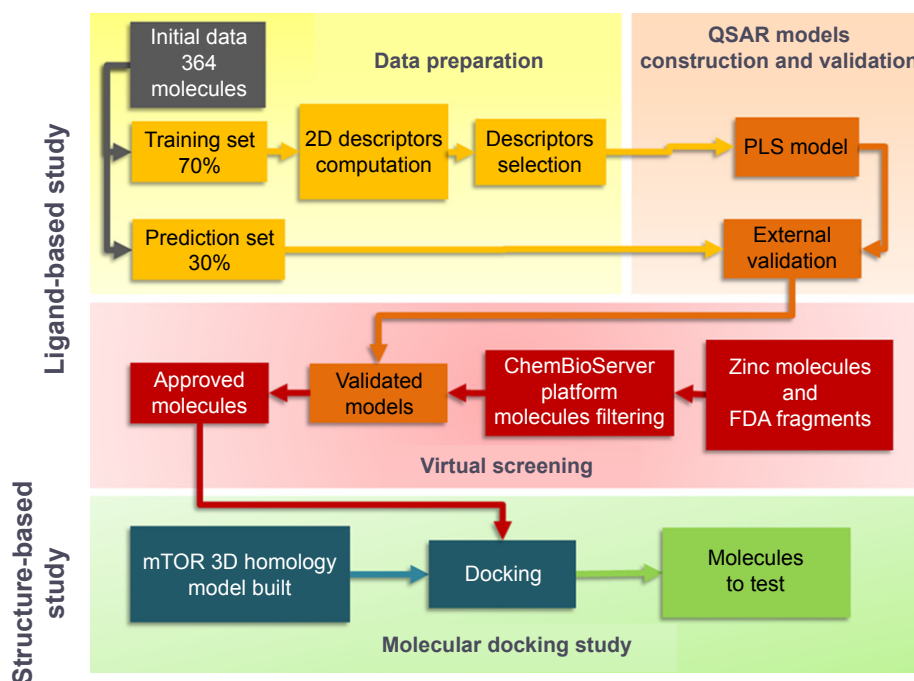 Initial data
364
molecules
Data preparation
QSAR models
construction and validation
Ligand-based study
Training set
70%
2D descriptors
computation
Descriptors
selection
PLS model
Prediction set
30%
External
validation
Approved
molecules
Validated
models
ChemBioServer
platform
molecules filtering
Zinc molecules
and
FDA fragments
Virtual screening
Structure-based
study
mTOR 3D homology
model built
Docking
Molecules
to test
Molecular docking study